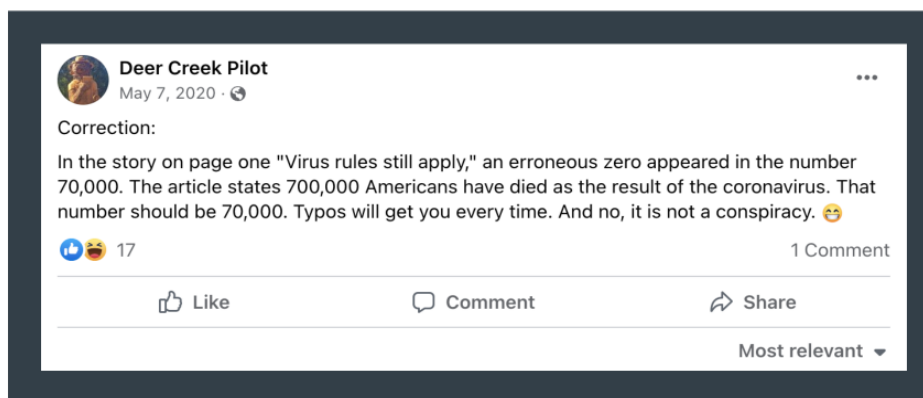 Deer Creek Pilot
May 7, 2020 ·
Correction:
In the story on page one "Virus rules still apply," an erroneous zero appeared in the number
70,000. The article states 700,000 Americans have died as the result of the coronavirus. That
number should be 70,000. Typos will get you every time. And no, it is not a conspiracy. 😁
17
1 Comment
Like
Comment
Share
Most relevant